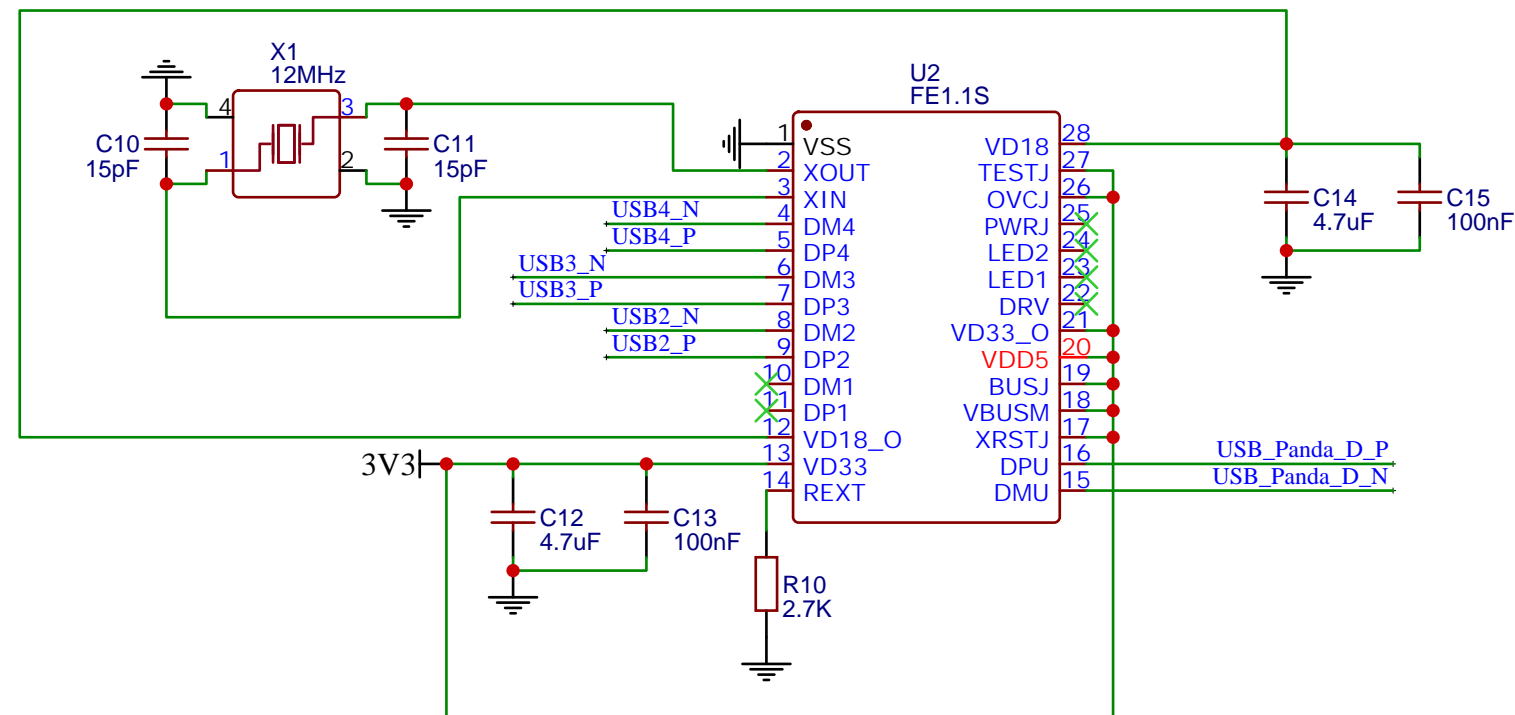 X1
12MHz
4
3
1
2
C10
15pF
C11
15pF
U2
FE1.1S
1
VSS
2
XOUT
3
XIN
USB4_N
4
DM4
USB4_P
5
DP4
USB3_N
6
DM3
USB3_P
7
DP3
USB2_N
8
DM2
USB2_P
9
DP2
10
DM1
11
DP1
12
VD18_O
3V3
13
VD33
14
REXT
28
VD18
27
TESTJ
26
OVCJ
25
PWRJ
24
LED2
23
LED1
22
DRV
21
VD33_O
20
VDD5
19
BUSJ
18
VBUSM
17
XRSTJ
16
DPU
USB_Panda_D_P
15
DMU
USB_Panda_D_N
C14
4.7uF
C15
100nF
C12
4.7uF
C13
100nF
R10
2.7K